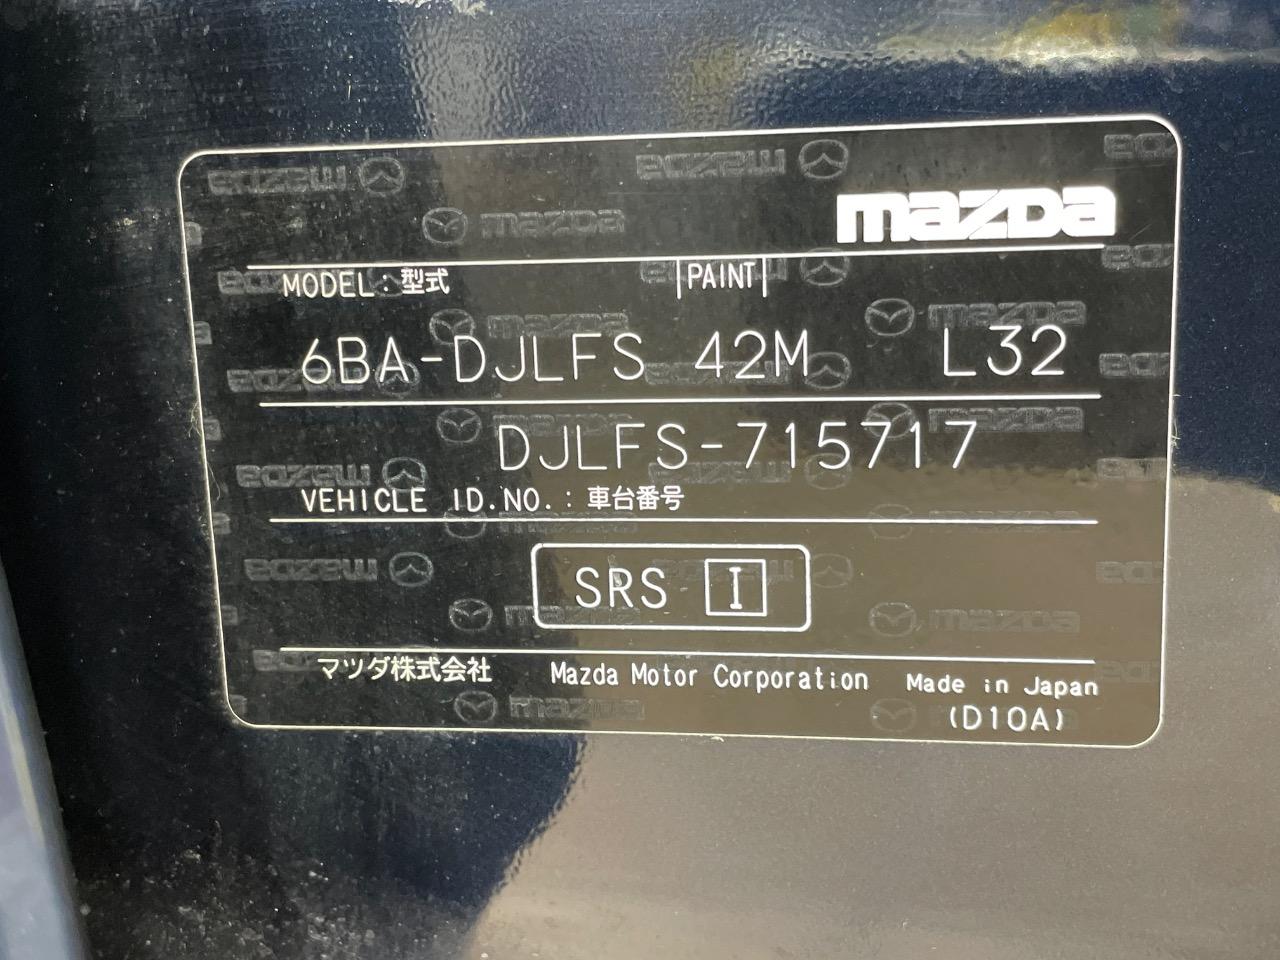 mazda
MODEL : 型式 PAINT
6BA-DJLFS 42M L32
DJLFS-715717
VEHICLE ID.NO. : 車台番号
SRS I
マツダ株式会社 Mazda Motor Corporation Made in Japan
(D10A)